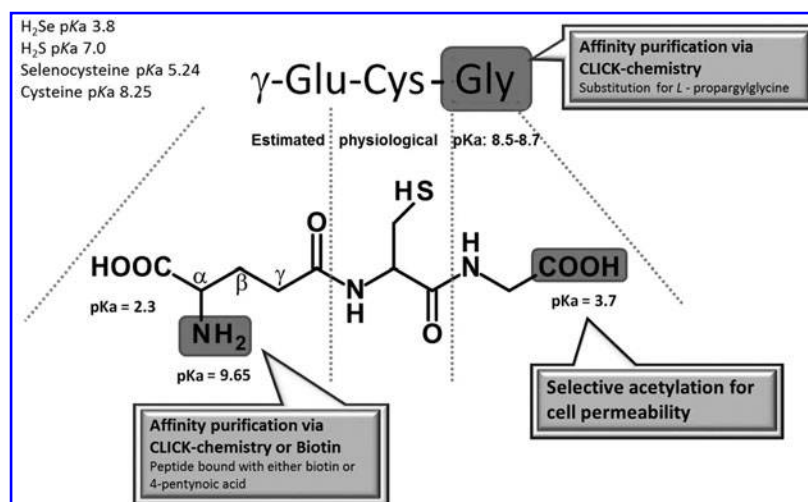 H₂Se pKa 3.8
H₂S pKa 7.0
Selenocysteine pKa 5.24
Cysteine pKa 8.25
γ-Glu-Cys-Gly
Affinity purification via
CLICK-chemistry
Substitution for L - propargylglycine
Estimated physiological pKa: 8.5-8.7
HS
O
H
N
HOOC
α
β
γ
COOH
pKa = 2.3
NH₂
N
H
O
pKa = 3.7
pKa = 9.65
Selective acetylation for
cell permeability
Affinity purification via
CLICK-chemistry or Biotin
Peptide bound with either biotin or
4-pentynoic acid